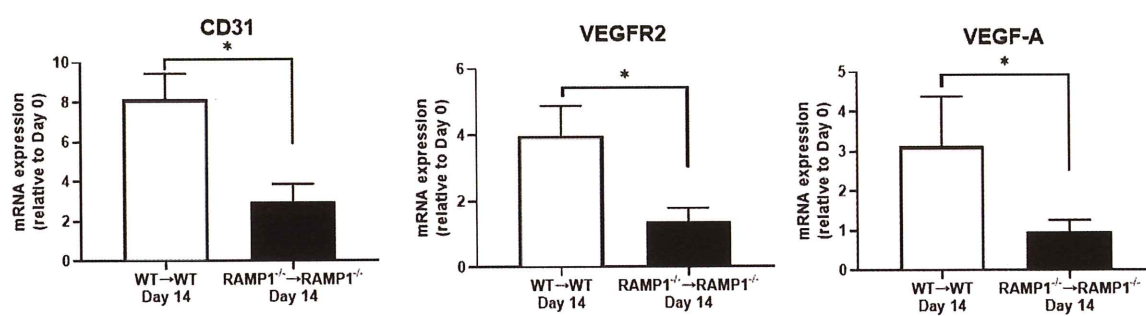 CD31
*
mRNA expression
(relative to Day 0)
10
8
6
4
2
0
WT→WT
Day 14
RAMP1-/-→RAMP1-/-
Day 14
VEGFR2
*
mRNA expression
(relative to Day 0)
6
4
2
0
WT→WT
Day 14
RAMP1-/-→RAMP1-/-
Day 14
VEGF-A
*
mRNA expression
(relative to Day 0)
5
4
3
2
1
0
WT→WT
Day 14
RAMP1-/-→RAMP1-/-
Day 14